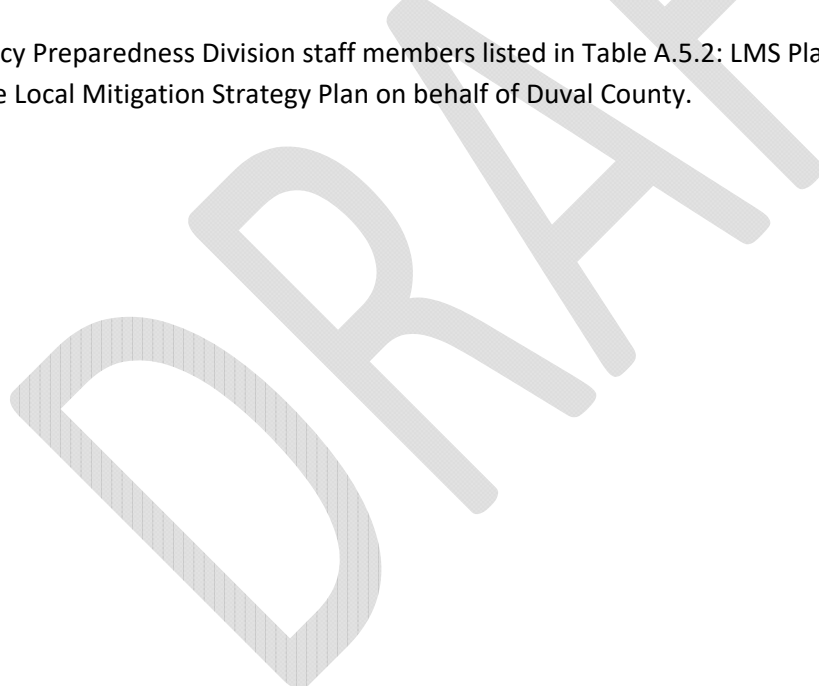 cy Preparedness Division staff members listed in Table A.5.2: LMS Pla
e Local Mitigation Strategy Plan on behalf of Duval County.
DRAF